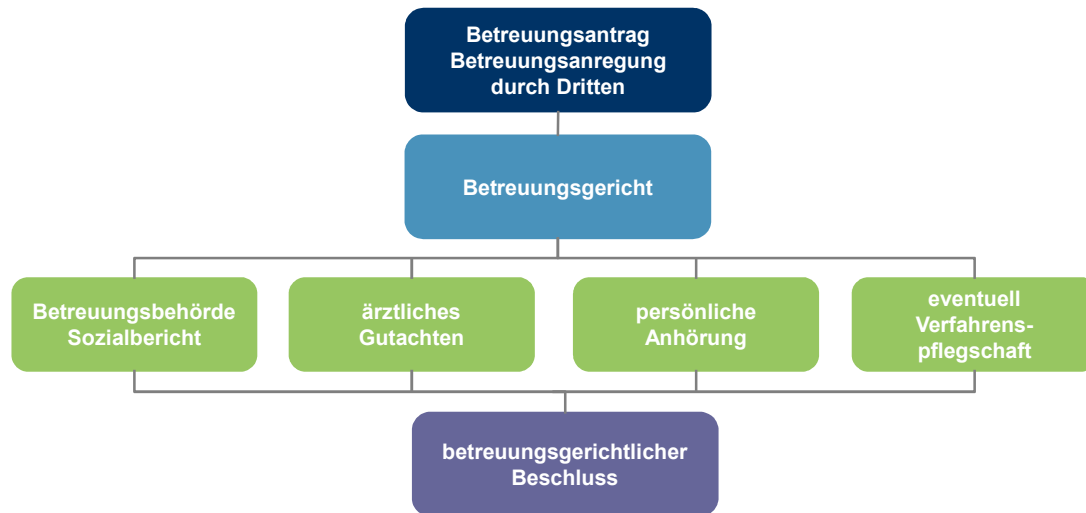 Betreuungsantrag
Betreuungsanregung
durch Dritten
Betreuungsgericht
Betreuungsbehörde
Sozialbericht
ärztliches
Gutachten
persönliche
Anhörung
eventuell
Verfahrens-
pflegschaft
betreuungsgerichtlicher
Beschluss